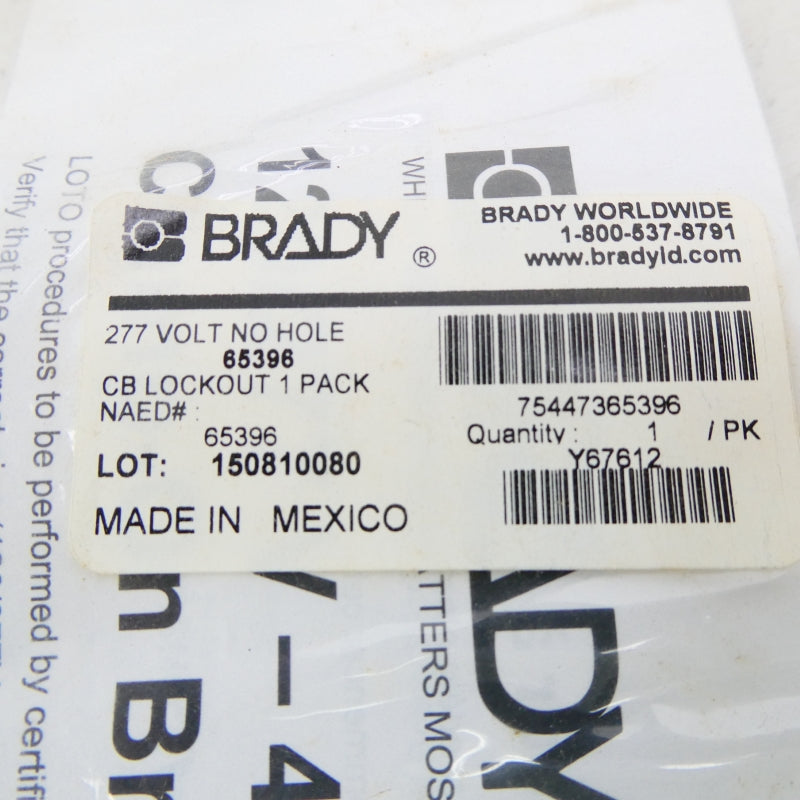 BRADY ®
BRADY WORLDWIDE
1-800-537-8791
www.bradyid.com
277 VOLT NO HOLE
65396
CB LOCKOUT 1 PACK
NAED# :
65396
LOT: 150810080
MADE IN MEXICO
75447365396
Quantity : 1 / PK
Y67612
LOTO procedures to be performed by
Verify that the
WH
ATTERS MOS